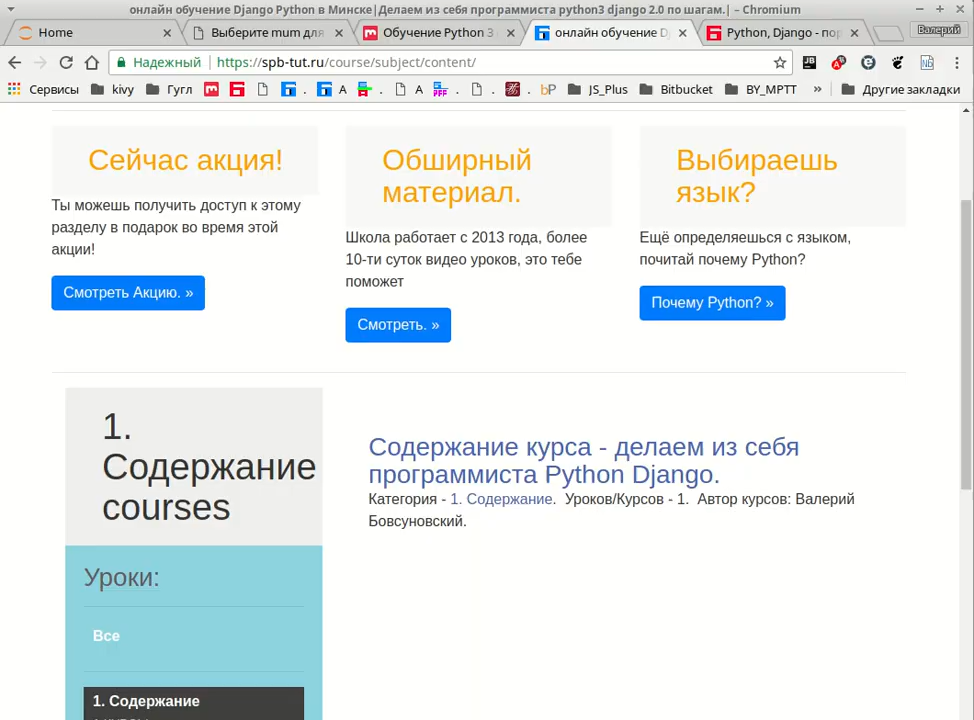 онлайн обучение Django Python в Минске|Делаем из себя программиста python3 django 2.0 по шагам.| – Chromium
Home
Выберите mum для
Обучение Python 3
онлайн обучение D
Python, Django - пор
Валерий
Надежный
https://spb-tut.ru/course/subject/content/
Сервисы
kivy
Гугл
.
А
.
А
.
.
.
bP
JS_Plus
Bitbucket
BY_MPTT
»
Другие закладки
Сейчас акция!
Ты можешь получить доступ к этому
разделу в подарок во время этой
акции!
Смотреть Акцию. »
Обширный
материал.
Школа работает с 2013 года, более
10-ти суток видео уроков, это тебе
поможет
Смотреть. »
Выбираешь
язык?
Ещё определяешься с языком,
почитай почему Python?
Почему Python? »
1.
Содержание
courses
Уроки:
Все
1. Содержание
Содержание курса - делаем из себя
программиста Python Django.
Категория - 1. Содержание. Уроков/Курсов - 1. Автор курсов: Валерий
Бовсуновский.